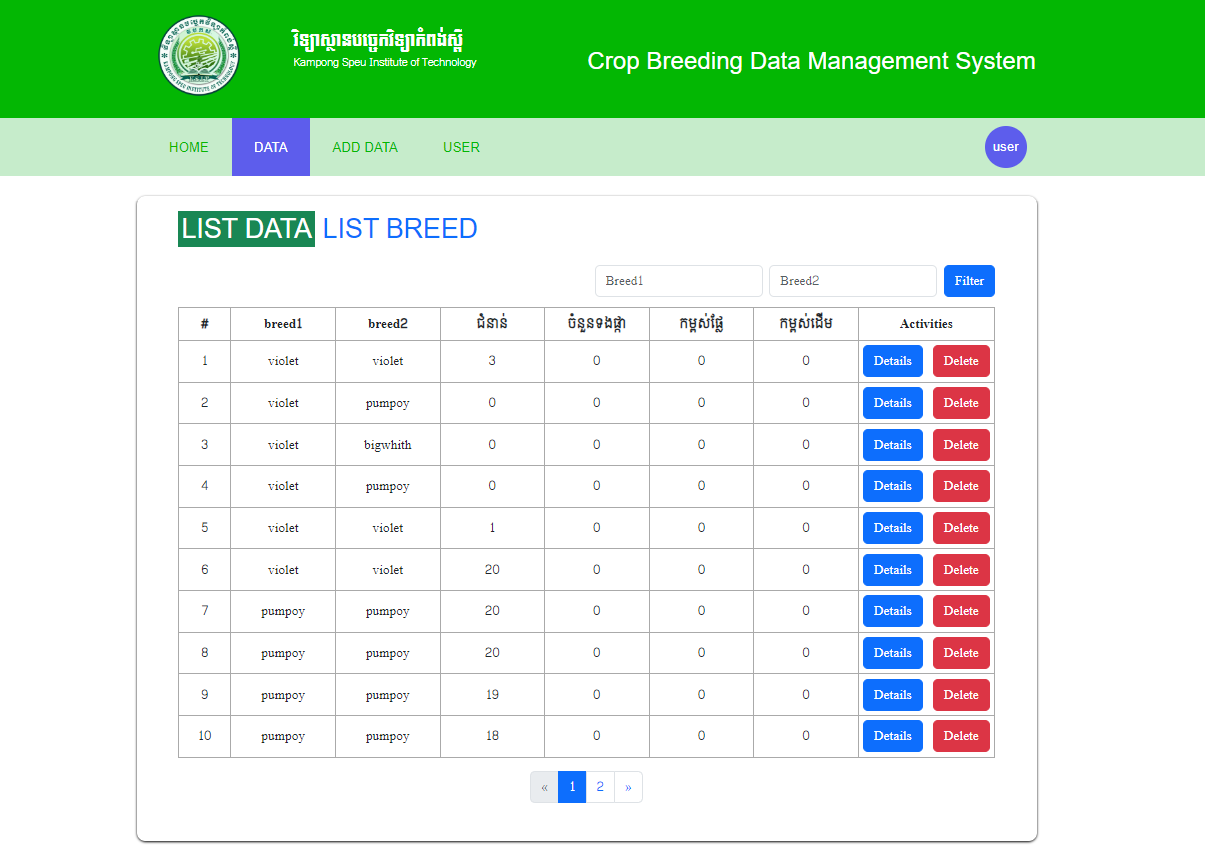 វិទ្យាស្ថានបច្ចេកវិទ្យាកំពង់ស្ពឺ
Kampong Speu Institute of Technology
Crop Breeding Data Management System
HOME DATA ADD DATA USER user
LIST DATA LIST BREED
Breed1 Breed2 Filter
# breed1 breed2 ជំនាន់ ចំនួនទងផ្កា កម្ពស់ផ្លែ កម្ពស់ដើម Activities
1 violet violet 3 0 0 0 Details Delete
2 violet pumpoy 0 0 0 0 Details Delete
3 violet bigwhith 0 0 0 0 Details Delete
4 violet pumpoy 0 0 0 0 Details Delete
5 violet violet 1 0 0 0 Details Delete
6 violet violet 20 0 0 0 Details Delete
7 pumpoy pumpoy 20 0 0 0 Details Delete
8 pumpoy pumpoy 20 0 0 0 Details Delete
9 pumpoy pumpoy 19 0 0 0 Details Delete
10 pumpoy pumpoy 18 0 0 0 Details Delete
« 1 2 »